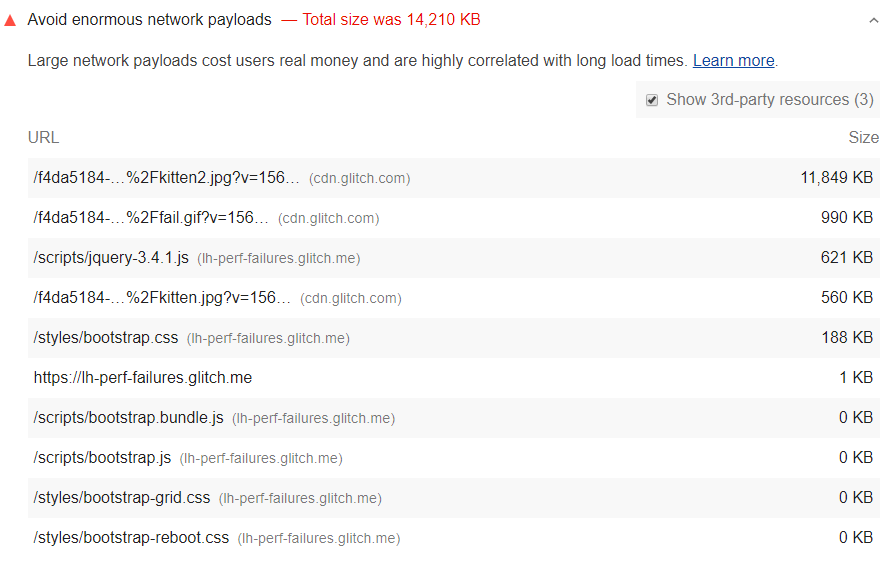 Avoid enormous network payloads — Total size was 14,210 KB
Large network payloads cost users real money and are highly correlated with long load times. Learn more.
Show 3rd-party resources (3)
URL Size
/f4da5184-…%2Fkitten2.jpg?v=156… (cdn.glitch.com) 11,849 KB
/f4da5184-…%2Ffail.gif?v=156… (cdn.glitch.com) 990 KB
/scripts/jquery-3.4.1.js (lh-perf-failures.glitch.me) 621 KB
/f4da5184-…%2Fkitten.jpg?v=156… (cdn.glitch.com) 560 KB
/styles/bootstrap.css (lh-perf-failures.glitch.me) 188 KB
https://lh-perf-failures.glitch.me 1 KB
/scripts/bootstrap.bundle.js (lh-perf-failures.glitch.me) 0 KB
/scripts/bootstrap.js (lh-perf-failures.glitch.me) 0 KB
/styles/bootstrap-grid.css (lh-perf-failures.glitch.me) 0 KB
/styles/bootstrap-reboot.css (lh-perf-failures.glitch.me) 0 KB